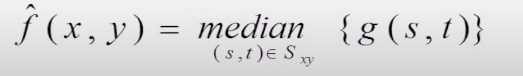 f̂(x, y) = median {g(s, t)}
(s,t)∈ S_xy